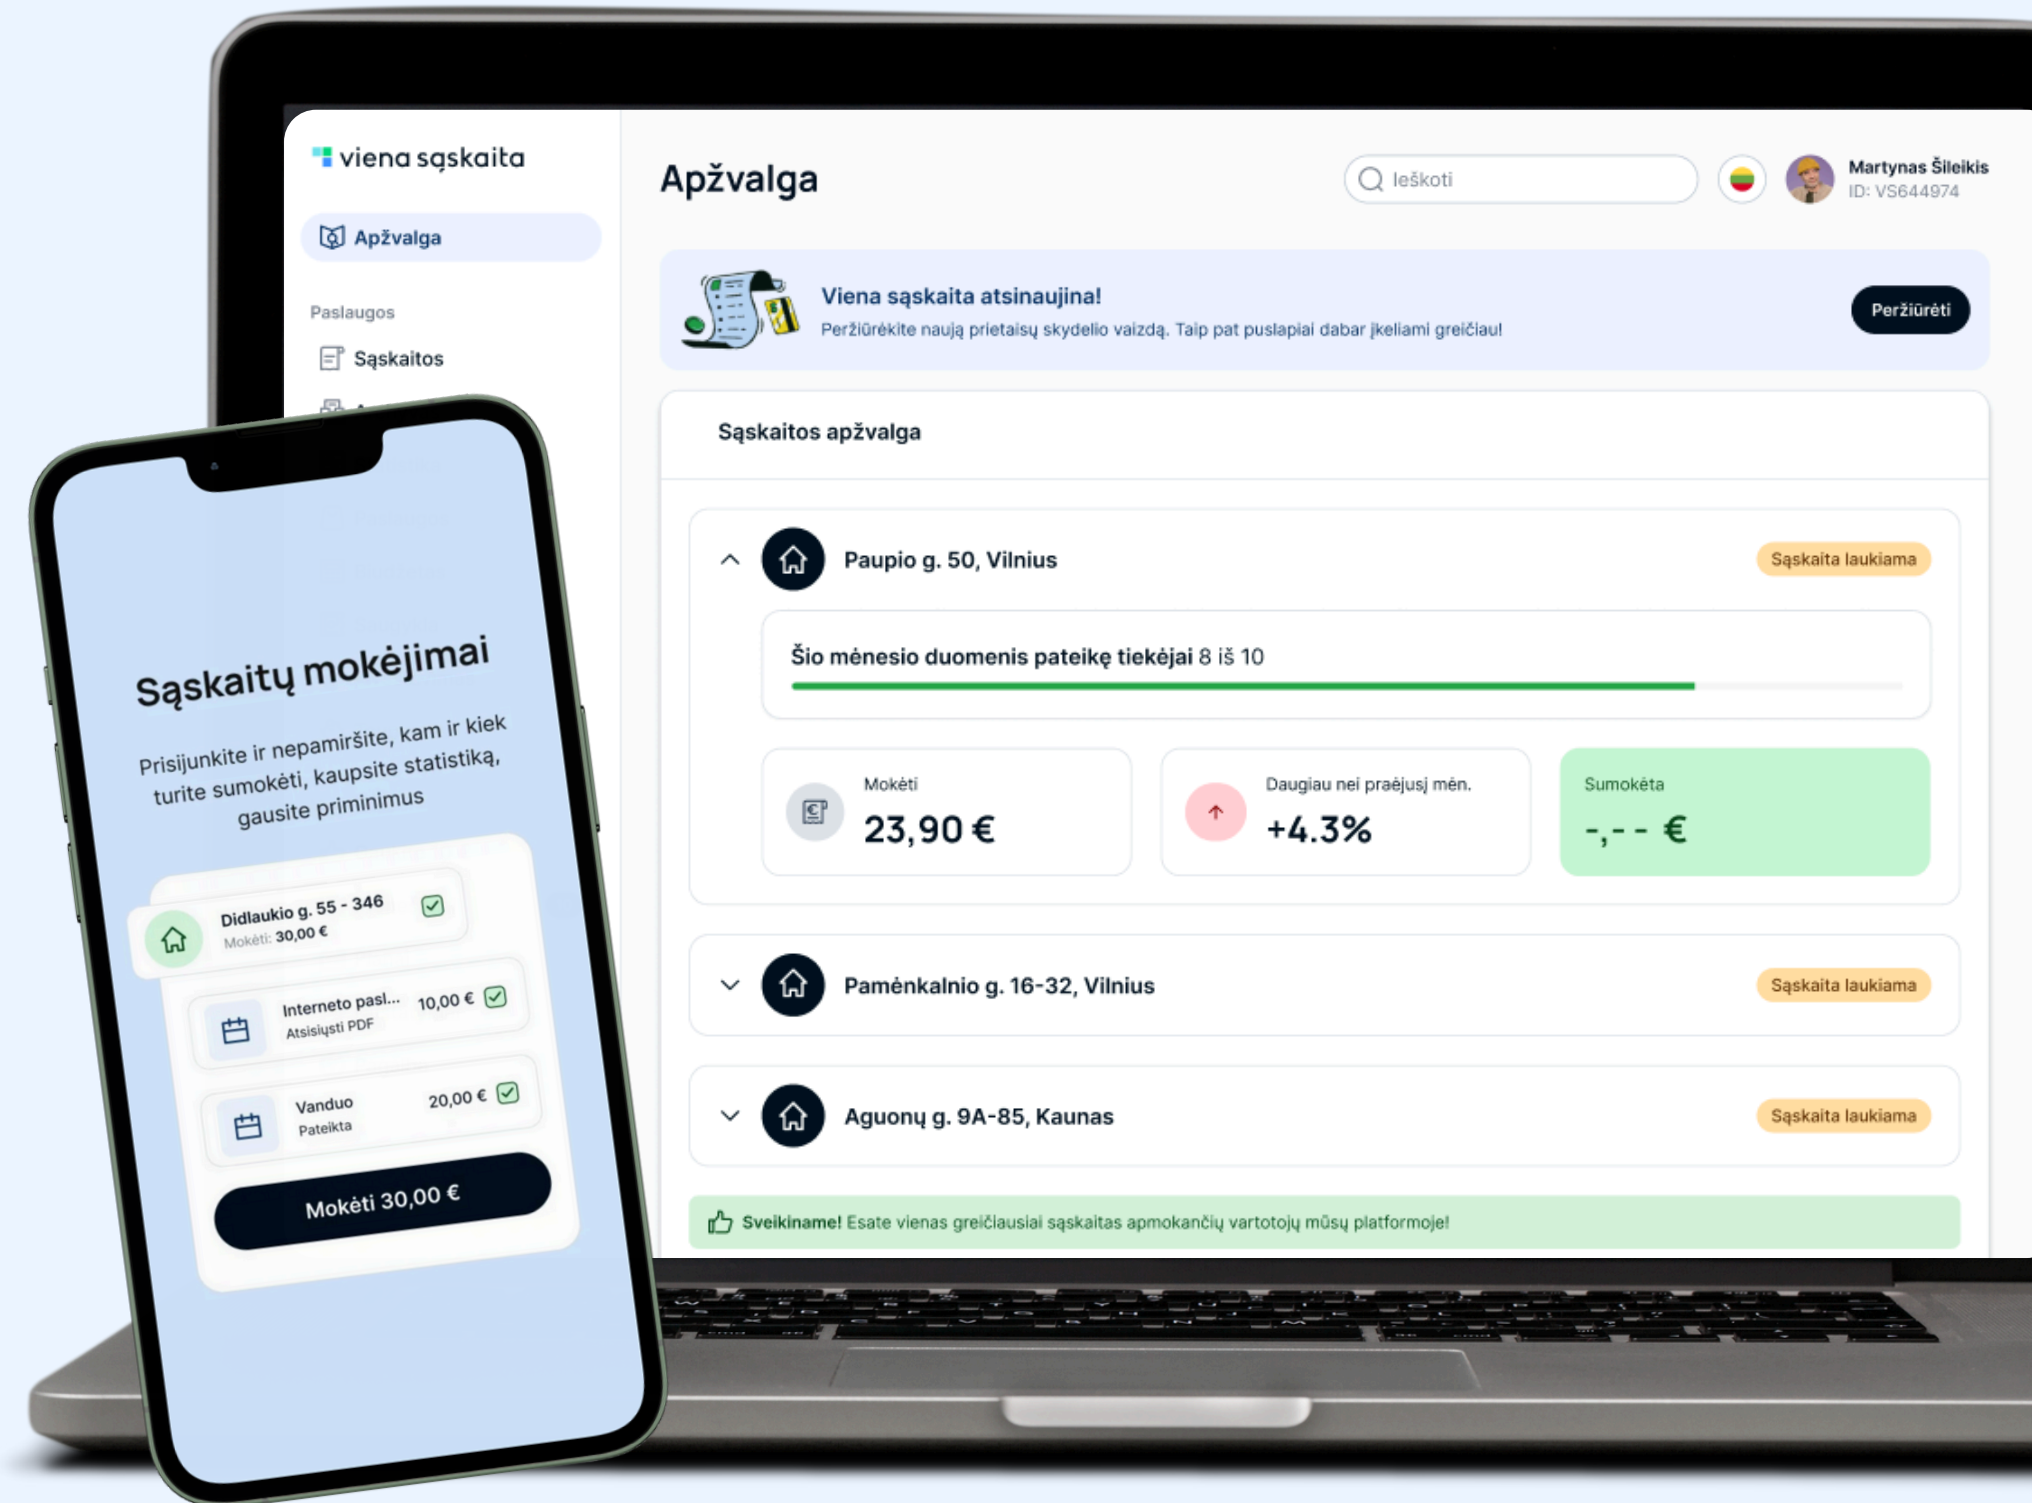 viena sąskaita
Apžvalga
Paslaugos
Sąskaitos
Apžvalga
Ieškoti
Martynas Šileikis
ID: VS644974
Viena sąskaita atsinaujina!
Peržiūrėkite naują prietaisų skydelio vaizdą. Taip pat puslapiai dabar įkeliami greičiau!
Peržiūrėti
Sąskaitos apžvalga
Paupio g. 50, Vilnius
Sąskaita laukiama
Šio mėnesio duomenis pateikę tiekėjai 8 iš 10
Mokėti
23,90 €
Daugiau nei praėjusį mėn.
+4.3%
Sumokėta
-,-- €
Pamėnkalnio g. 16-32, Vilnius
Sąskaita laukiama
Aguonų g. 9A-85, Kaunas
Sąskaita laukiama
Sveikiname! Esate vienas greičiausiai sąskaitas apmokančių vartotojų mūsų platformoje!
Sąskaitų mokėjimai
Prisijunkite ir nepamiršite, kam ir kiek
turite sumokėti, kaupsite statistiką,
gausite priminimus
Didlaukio g. 55 - 346
Mokėti: 30,00 €
Interneto pasl... 10,00 €
Atsisiųsti PDF
Vanduo 20,00 €
Pateikta
Mokėti 30,00 €